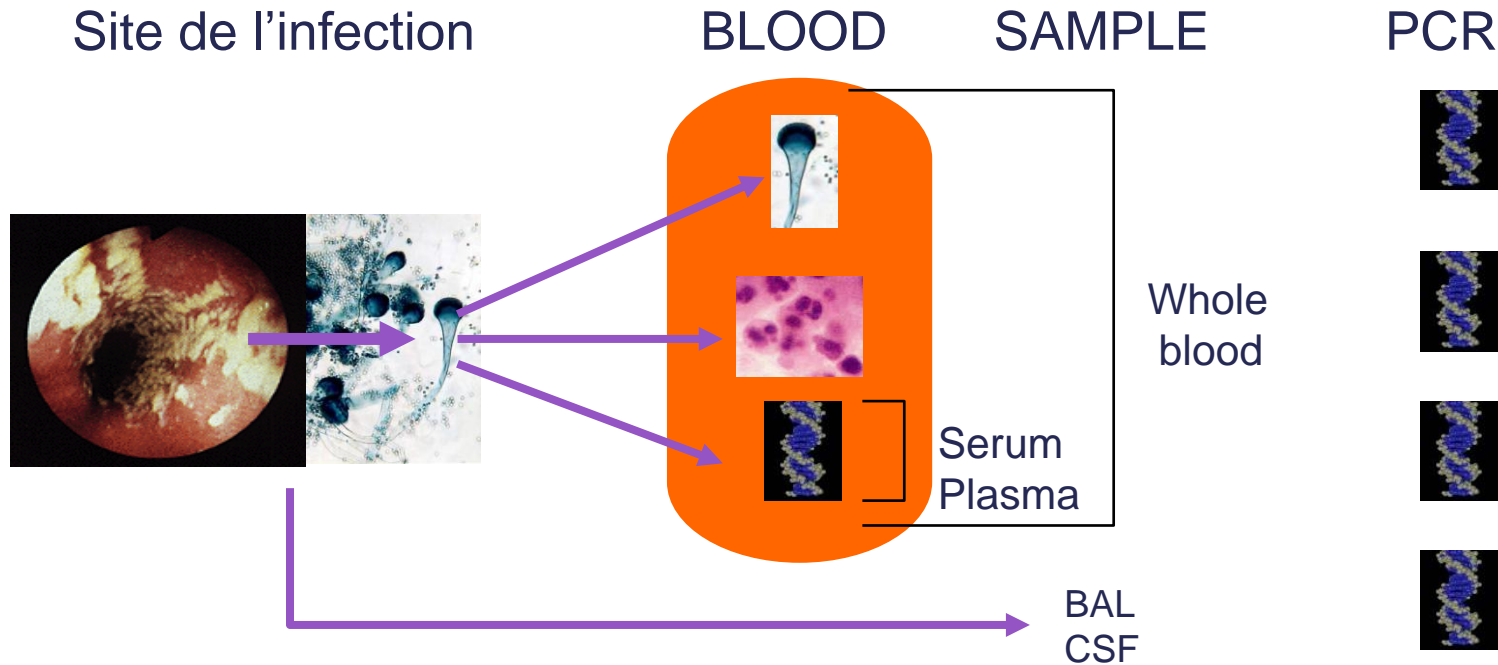 Site de l’infection
BLOOD
SAMPLE
PCR
Whole
blood
Serum
Plasma
BAL
CSF